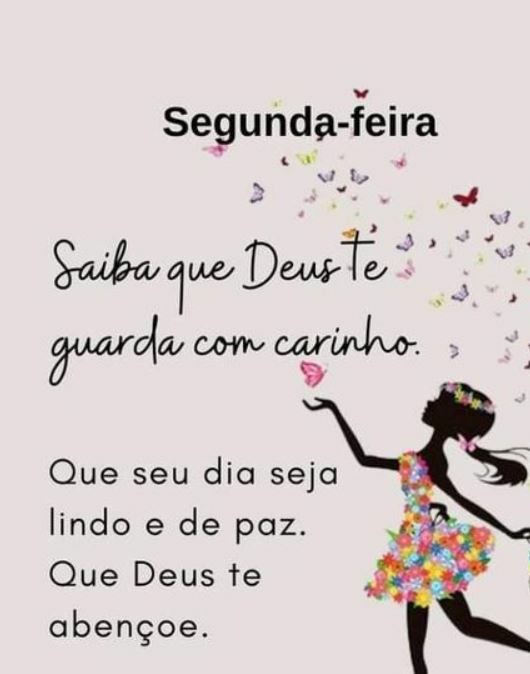 Segunda-feira
Saiba que Deus te
guarda com carinho.
Que seu dia seja
lindo e de paz.
Que Deus te
abençoe.